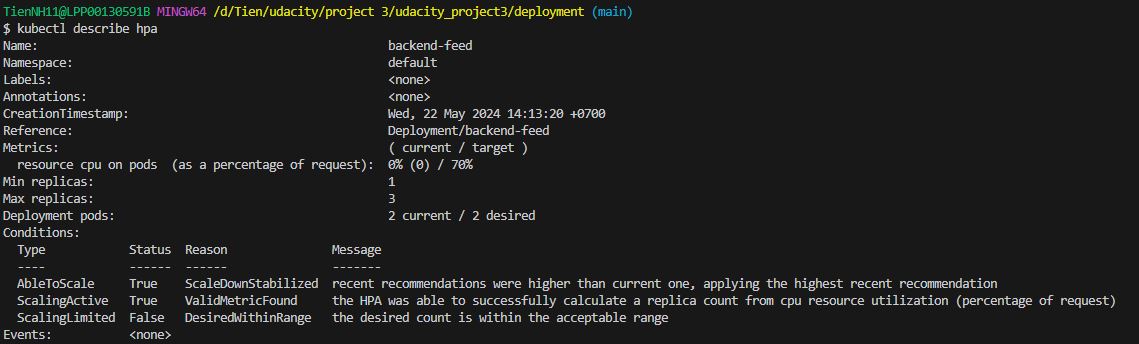 TienNH11@LPP00130591B MINGW64 /d/Tien/udacity/project 3/udacity_project3/deployment (main)
$ kubectl describe hpa
Name: backend-feed
Namespace: default
Labels: <none>
Annotations: <none>
CreationTimestamp: Wed, 22 May 2024 14:13:20 +0700
Reference: Deployment/backend-feed
Metrics: ( current / target )
resource cpu on pods (as a percentage of request): 0% (0) / 70%
Min replicas: 1
Max replicas: 3
Deployment pods: 2 current / 2 desired
Conditions:
Type Status Reason Message
---- ------ ------ -------
AbleToScale True ScaleDownStabilized recent recommendations were higher than current one, applying the highest recent recommendation
ScalingActive True ValidMetricFound the HPA was able to successfully calculate a replica count from cpu resource utilization (percentage of request)
ScalingLimited False DesiredWithinRange the desired count is within the acceptable range
Events: <none>